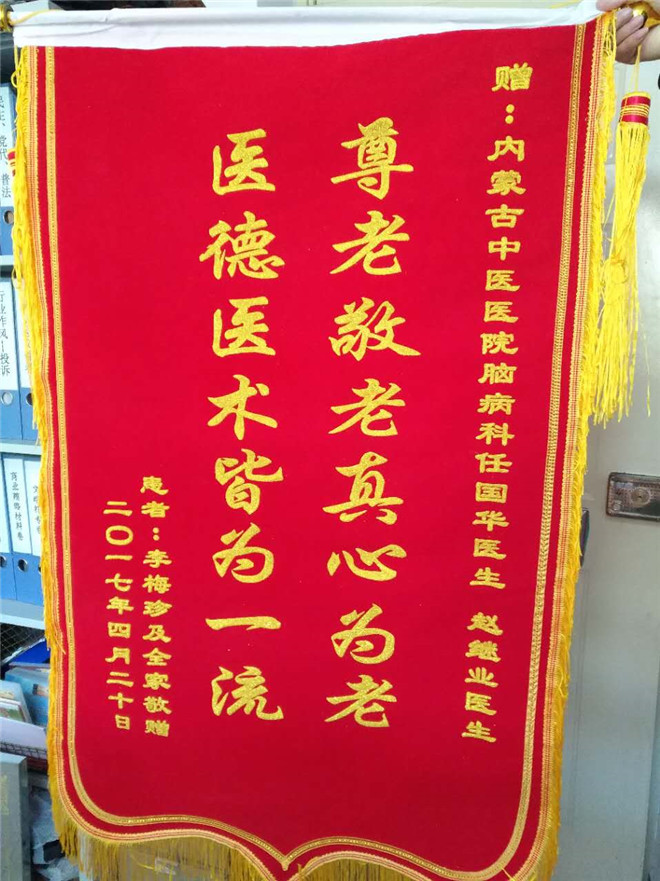 赠：内蒙古中医医院脑病科任国华医生 赵继业医生
尊老敬老真心为老
医德医术皆为一流
患者：李梅珍及全家敬赠
二〇一七年四月二十日